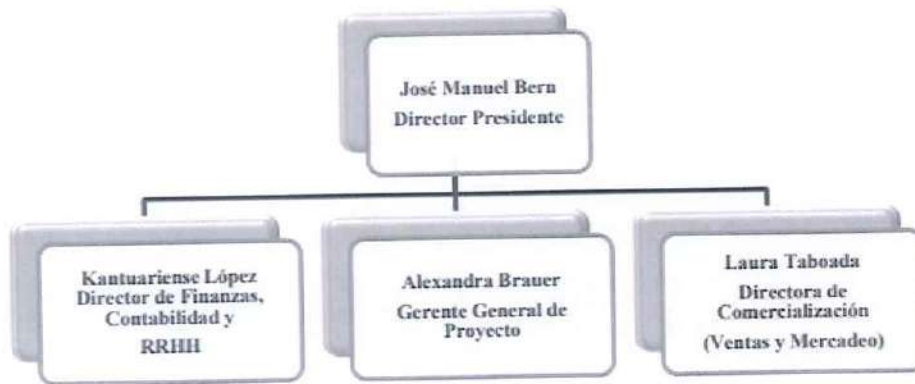 José Manuel Bern
Director Presidente
Kantuariense López
Director de Finanzas,
Contabilidad y
RRHH
Alexandra Brauer
Gerente General de
Proyecto
Laura Taboada
Directora de
Comercialización
(Ventas y Mercadeo)